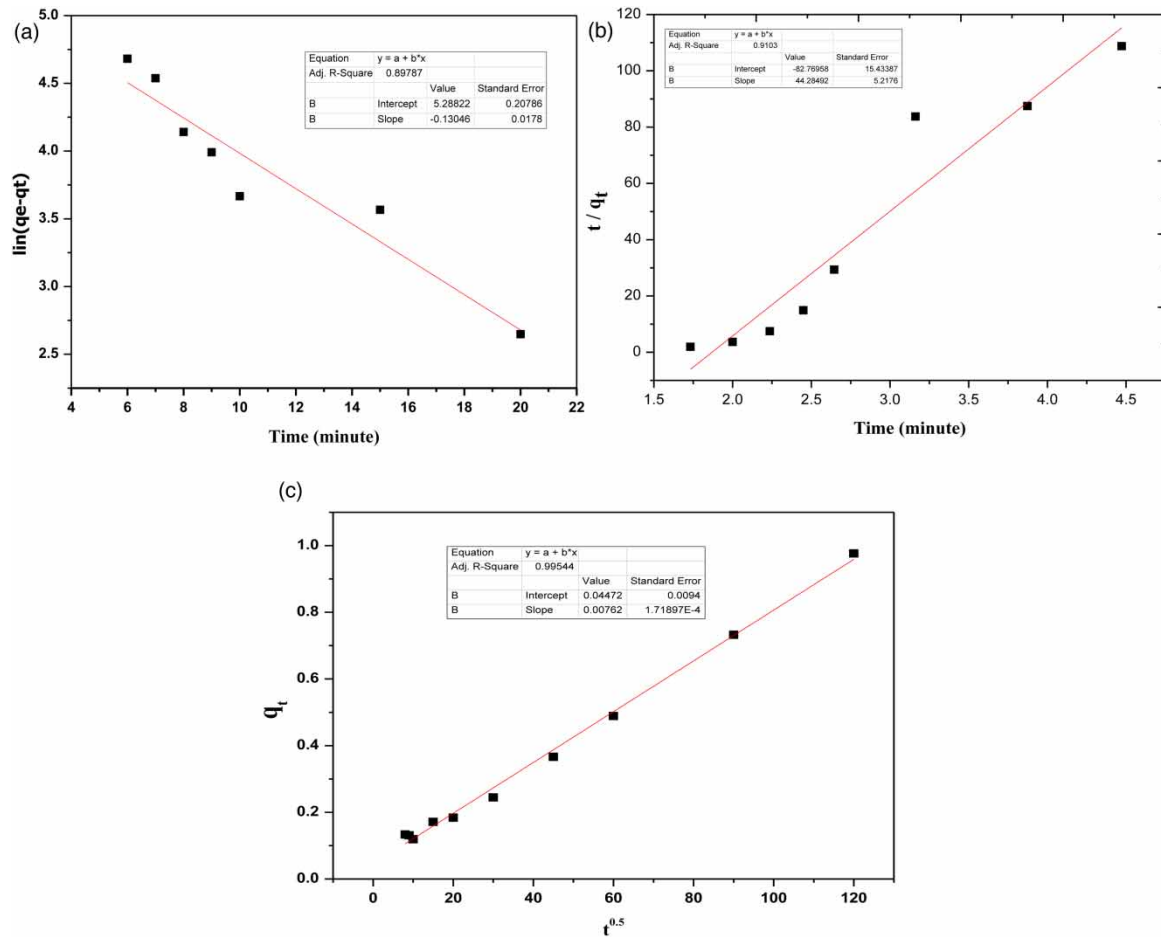 (a)
5.0
4.5
4.0
3.5
3.0
2.5
lin(qe-qt)
Equation y = a + b*x
Adj. R-Square 0.89787
Value Standard Error
B Intercept 5.28822 0.20786
B Slope -0.13046 0.0178
4 6 8 10 12 14 16 18 20 22
Time (minute)
(b)
120
100
80
60
40
20
0
t / qt
Equation y = a + b*x
Adj. R-Square 0.9103
Value Standard Error
B Intercept -82.76958 15.43387
B Slope 44.28492 5.2176
1.5 2.0 2.5 3.0 3.5 4.0 4.5
Time (minute)
(c)
1.0
0.8
0.6
0.4
0.2
0.0
qt
Equation y = a + b*x
Adj. R-Square 0.99544
Value Standard Error
B Intercept 0.04472 0.0094
B Slope 0.00762 1.71897E-4
0 20 40 60 80 100 120
t0.5